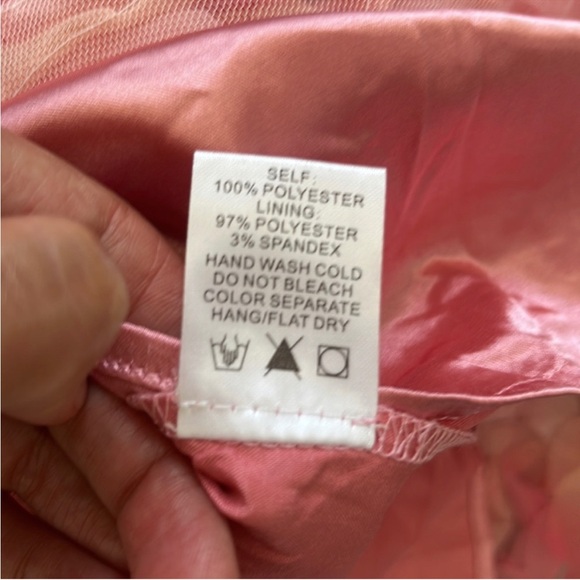 SELF:
100% POLYESTER
LINING:
97% POLYESTER
3% SPANDEX
HAND WASH COLD
DO NOT BLEACH
COLOR SEPARATE
HANG/FLAT DRY